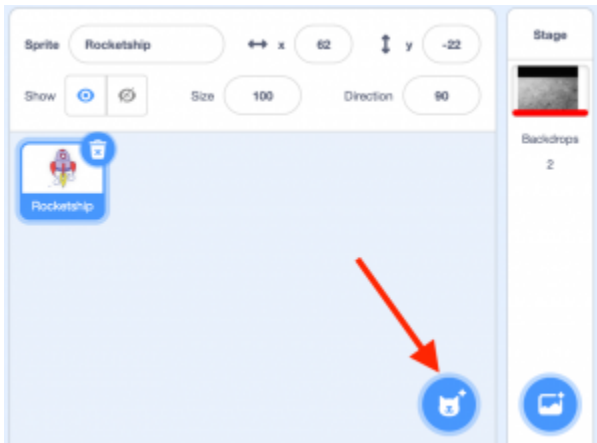 Sprite Rocketship x 62 y -22
Show Size 100 Direction 90
Rocketship
Stage
Backdrops
2